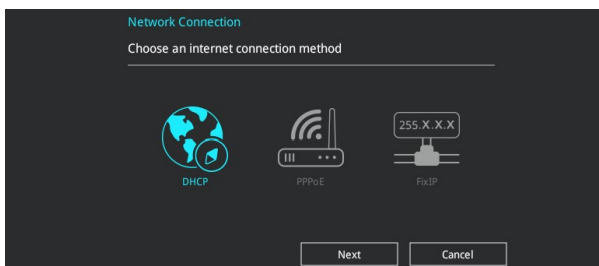 Network Connection
Choose an internet connection method
255.X.X.X
DHCP
PPPoE
FixIP
Next
Cancel